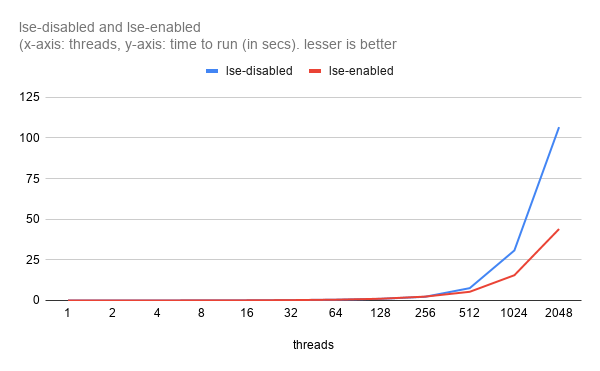 lse-disabled and lse-enabled
(x-axis: threads, y-axis: time to run (in secs). lesser is better
lse-disabled lse-enabled
125
100
75
50
25
0
1 2 4 8 16 32 64 128 256 512 1024 2048
threads